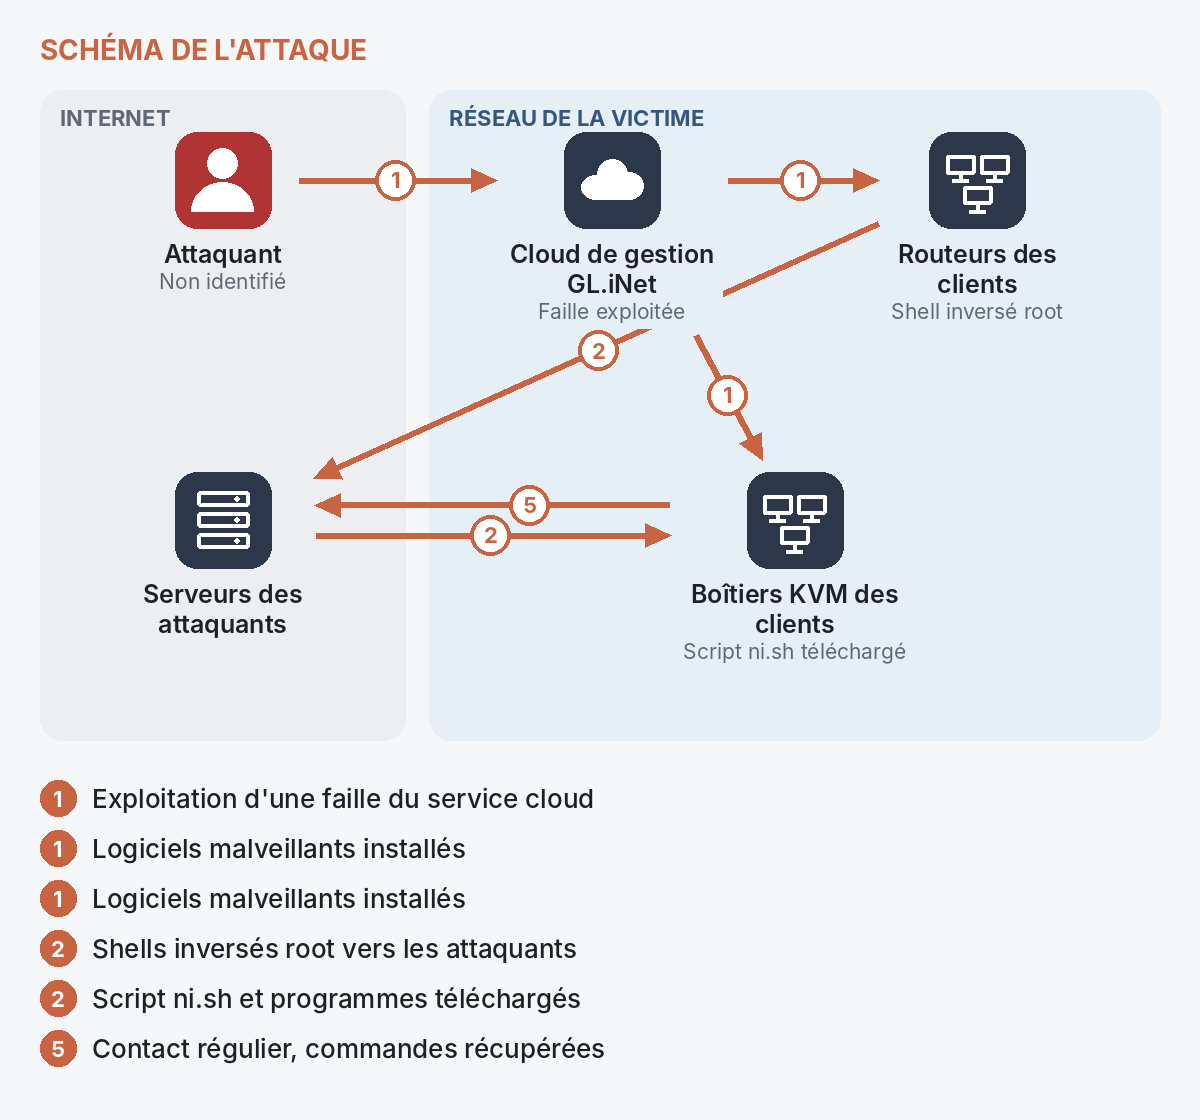 SCHÉMA DE L'ATTAQUE
INTERNET
RÉSEAU DE LA VICTIME
1
1
Attaquant
Non identifié
Cloud de gestion
GL.iNet
Faille exploitée
Routeurs des
clients
Shell inversé root
2
1
5
2
Serveurs des
attaquants
Boîtiers KVM des
clients
Script ni.sh téléchargé
1 Exploitation d'une faille du service cloud
1 Logiciels malveillants installés
1 Logiciels malveillants installés
2 Shells inversés root vers les attaquants
2 Script ni.sh et programmes téléchargés
5 Contact régulier, commandes récupérées